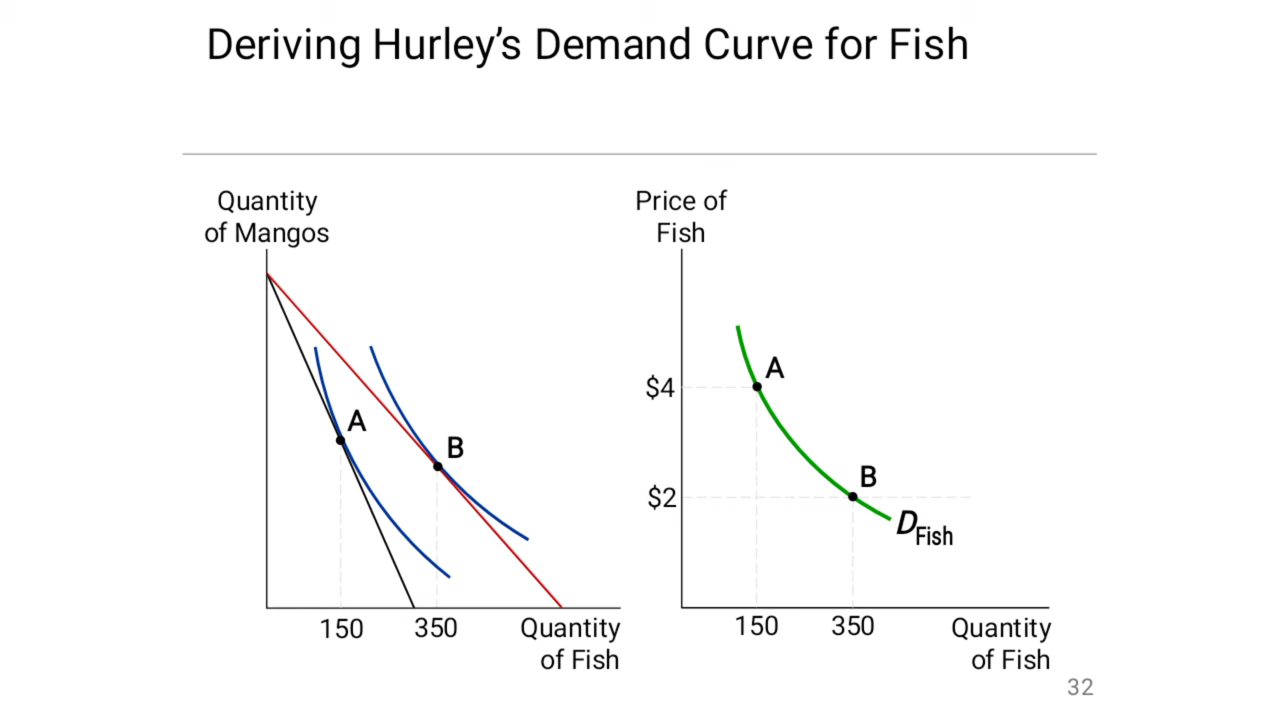 Deriving Hurley’s Demand Curve for Fish
Quantity
of Mangos
A
B
150
350
Quantity
of Fish
Price of
Fish
$4
A
$2
B
DFish
150
350
Quantity
of Fish
32